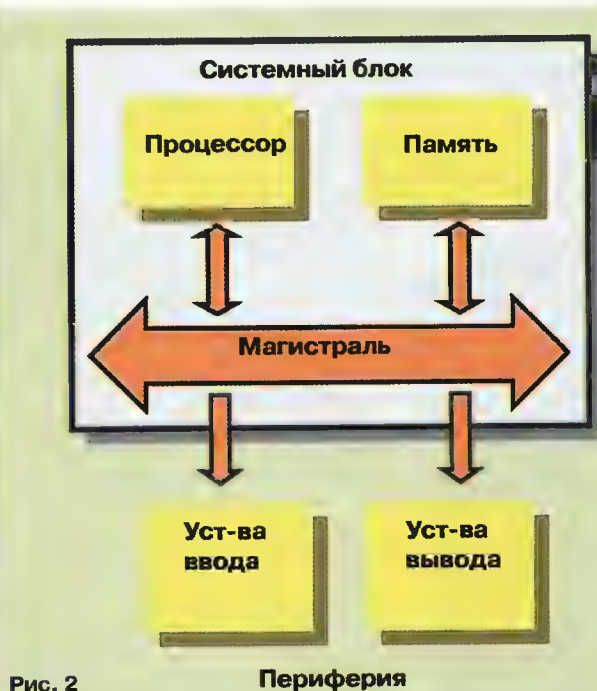 Системный блок
Процессор
Память
Магистраль
Уст-ва
ввода
Уст-ва
вывода
Рис. 2
Периферия